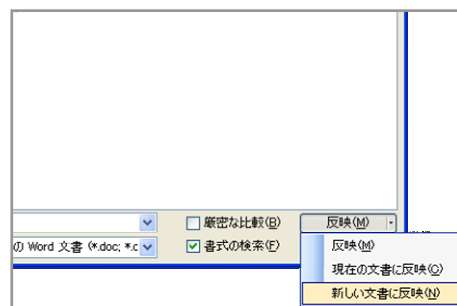 厳密な比較(B)
反映(M)
の Word 文書 (*.doc; *.c
書式の検索(F)
反映(M)
現在の文書に反映(C)
新しい文書に反映(N)